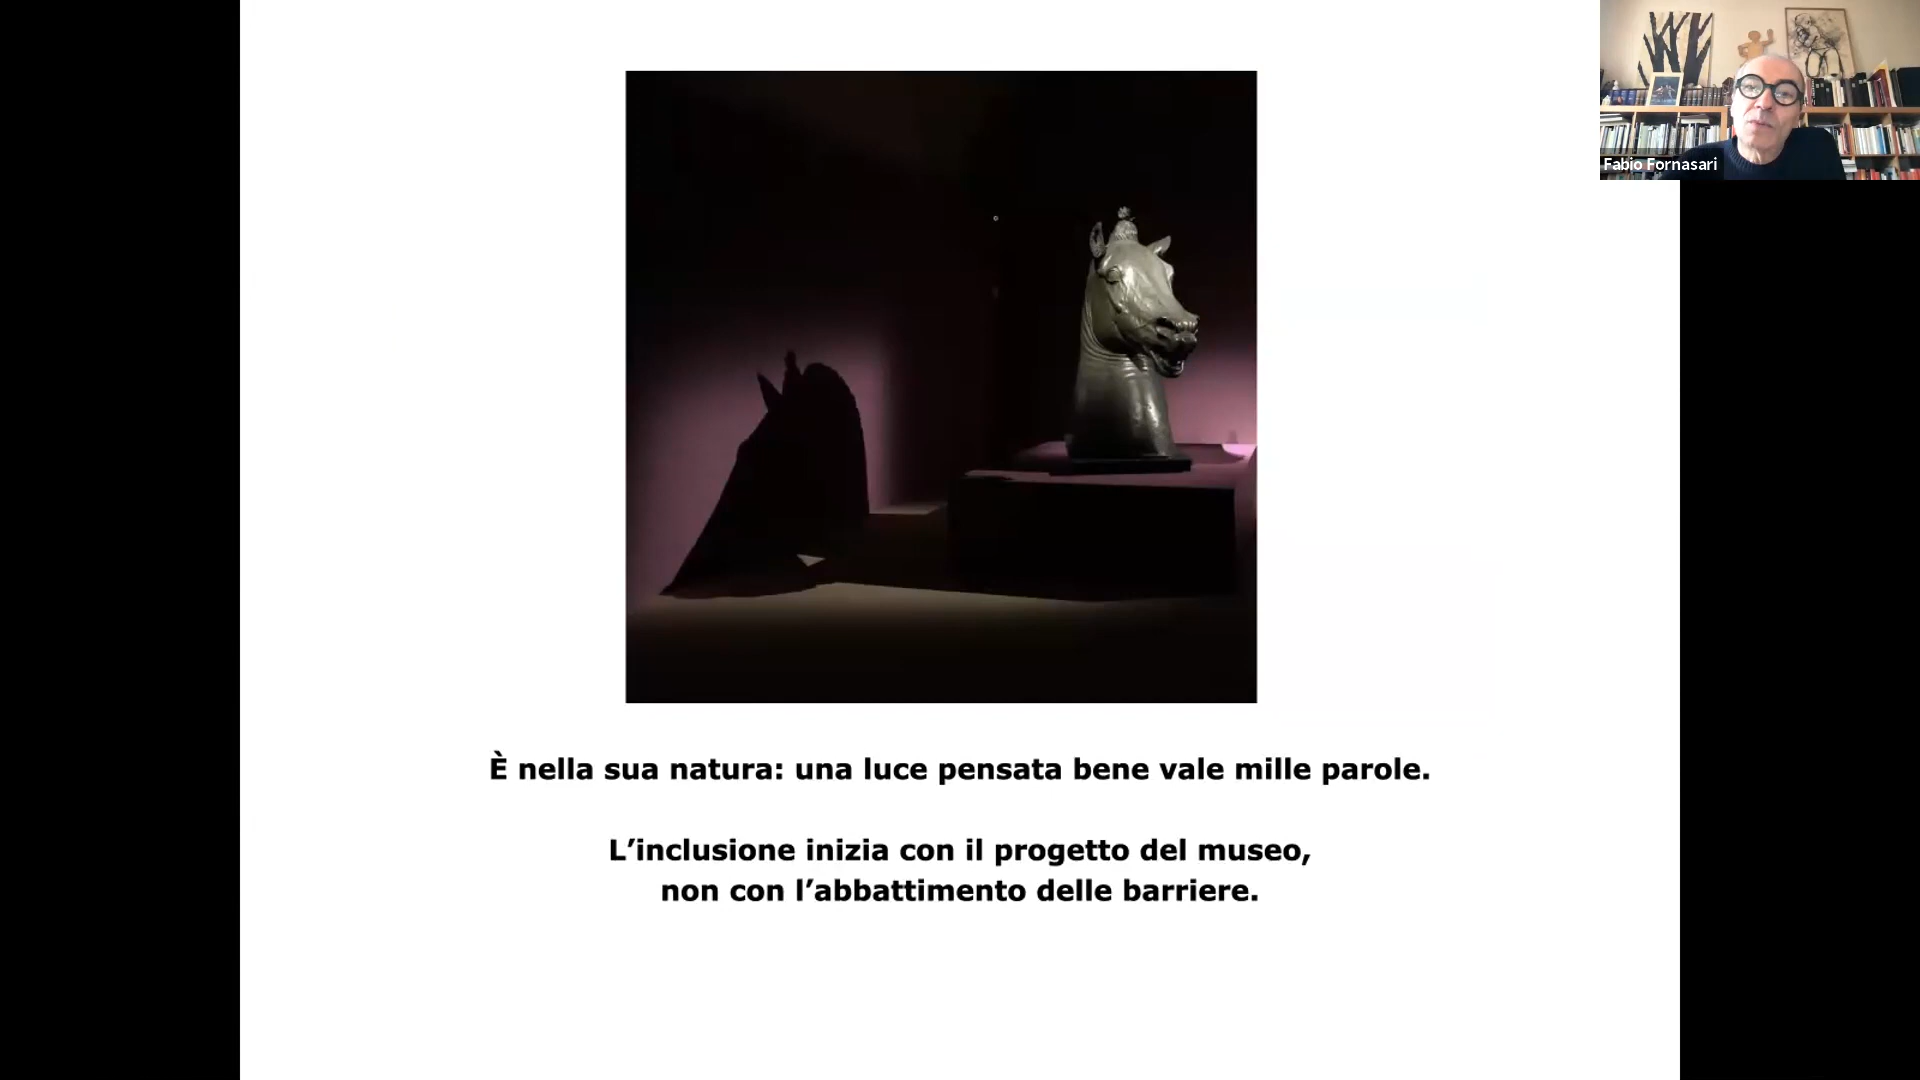 Fabio Fornasari
È nella sua natura: una luce pensata bene vale mille parole.
L’inclusione inizia con il progetto del museo,
non con l’abbattimento delle barriere.